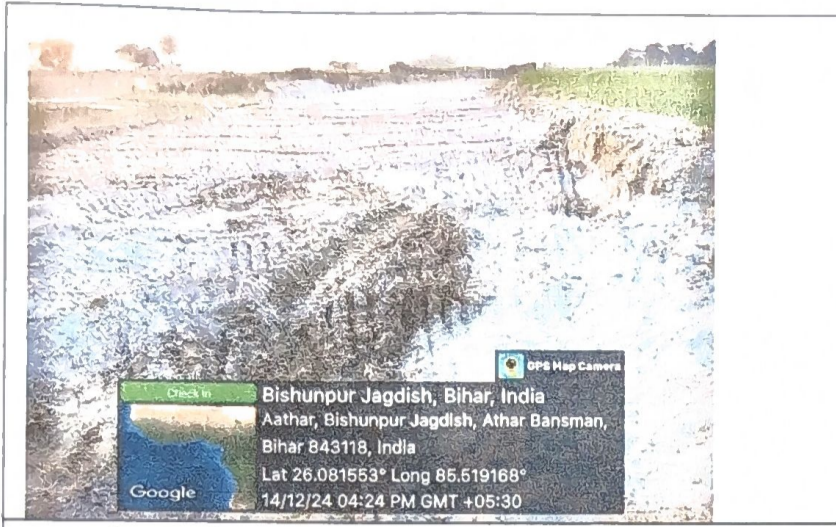 GPS Map Camera
Check In
Bishunpur Jagdish, Bihar, India
Aathar, Bishunpur Jagdish, Athar Bansman,
Bihar 843118, India
Lat 26.081553° Long 85.519168°
14/12/24 04:24 PM GMT +05:30
Google